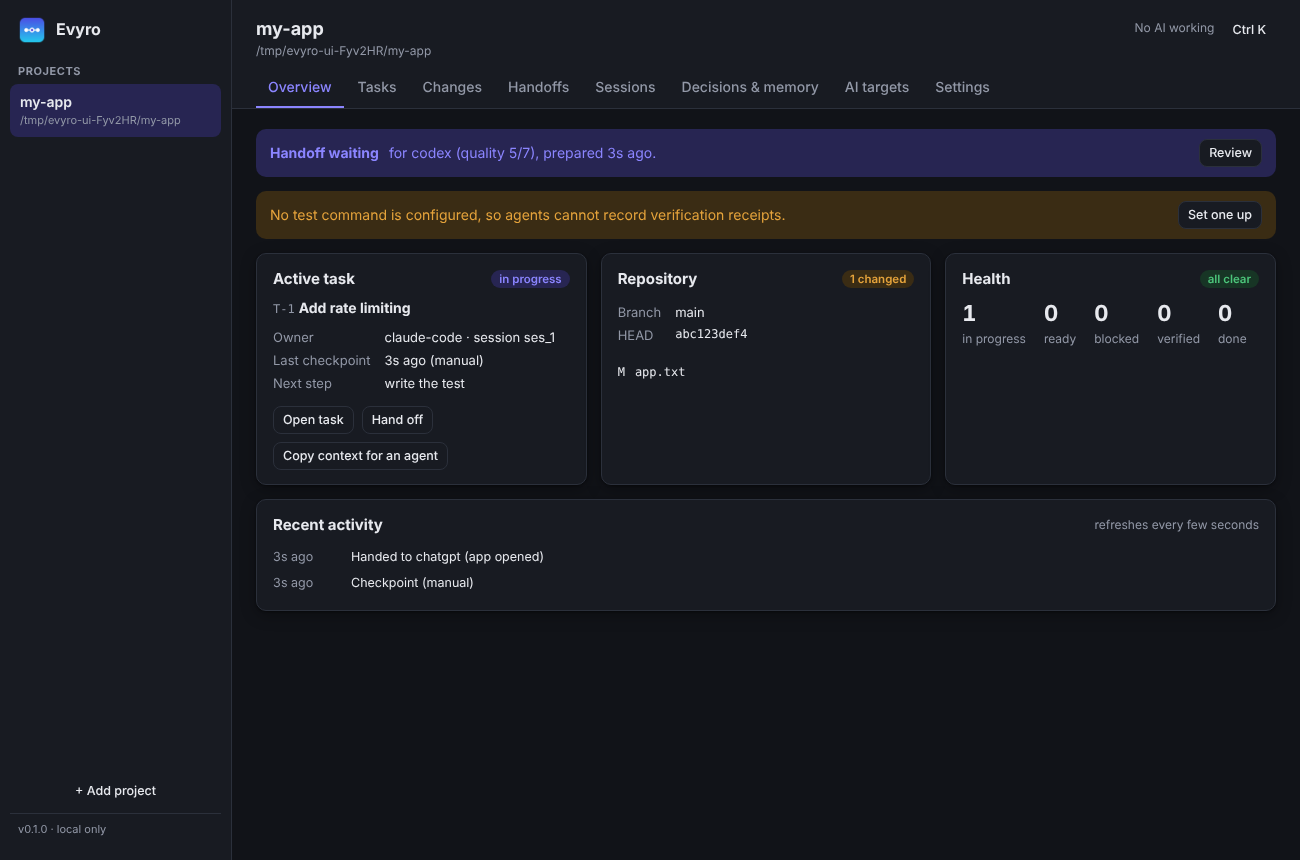 Evyro
PROJECTS
my-app
/tmp/evyro-ui-Fyv2HR/my-app
+ Add project
v0.1.0 · local only
my-app
/tmp/evyro-ui-Fyv2HR/my-app
No AI working
Ctrl K
Overview Tasks Changes Handoffs Sessions Decisions & memory AI targets Settings
Handoff waiting for codex (quality 5/7), prepared 3s ago.
Review
No test command is configured, so agents cannot record verification receipts.
Set one up
Active task
in progress
T-1 Add rate limiting
Owner claude-code · session ses_1
Last checkpoint 3s ago (manual)
Next step write the test
Open task
Hand off
Copy context for an agent
Repository
1 changed
Branch main
HEAD abc123def4
M app.txt
Health
all clear
1 0 0 0 0
in progress ready blocked verified done
Recent activity
refreshes every few seconds
3s ago Handed to chatgpt (app opened)
3s ago Checkpoint (manual)